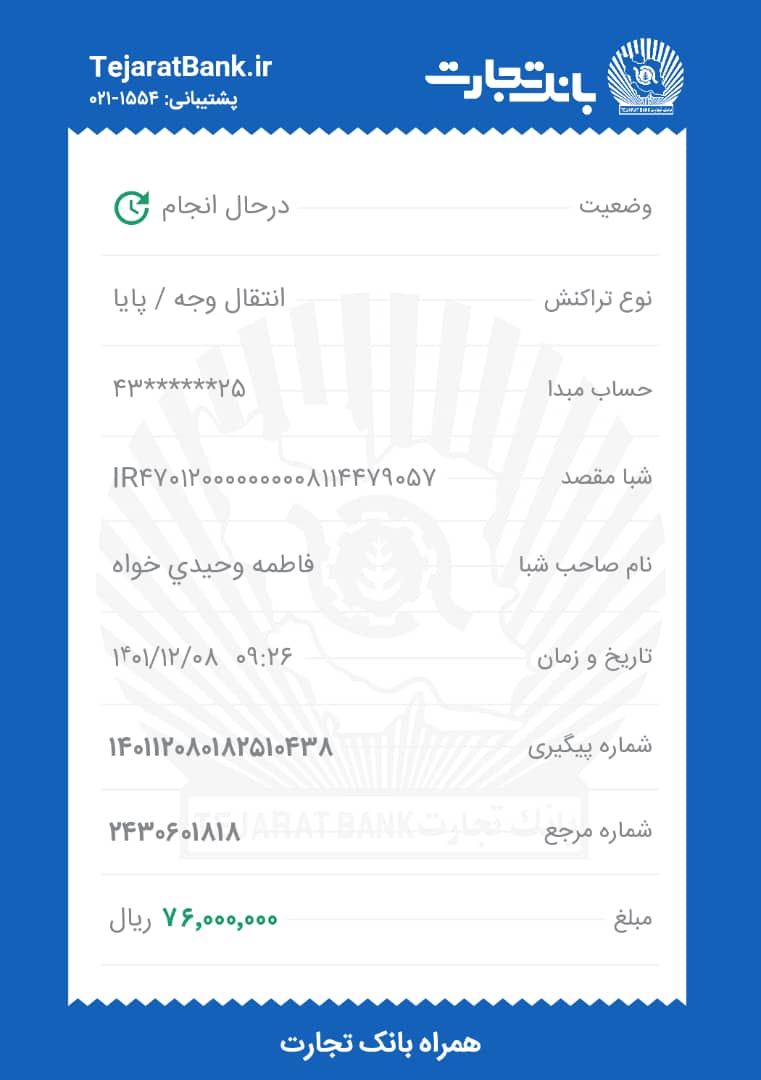 بانک تجارت
TejaratBank.ir
پشتیبانی: ۱۵۵۴-۰۲۱
وضعیت درحال انجام
نوع تراکنش انتقال وجه / پایا
حساب مبدا ۴۳******۲۵
شبا مقصد IR۴۷۰۱۲۰۰۰۰۰۰۰۰۰۰۸۱۱۴۴۷۹۰۵۷
نام صاحب شبا فاطمه وحيدي خواه
تاریخ و زمان ۱۴۰۱/۱۲/۰۸ ۰۹:۲۶
شماره پیگیری ۱۴۰۱۱۲۰۸۰۱۸۲۵۱۰۴۳۸
شماره مرجع ۲۴۳۰۶۰۱۸۱۸
TEJARAT BANK بانك تجارت
مبلغ ۷۶,۰۰۰,۰۰۰ ریال
همراه بانک تجارت